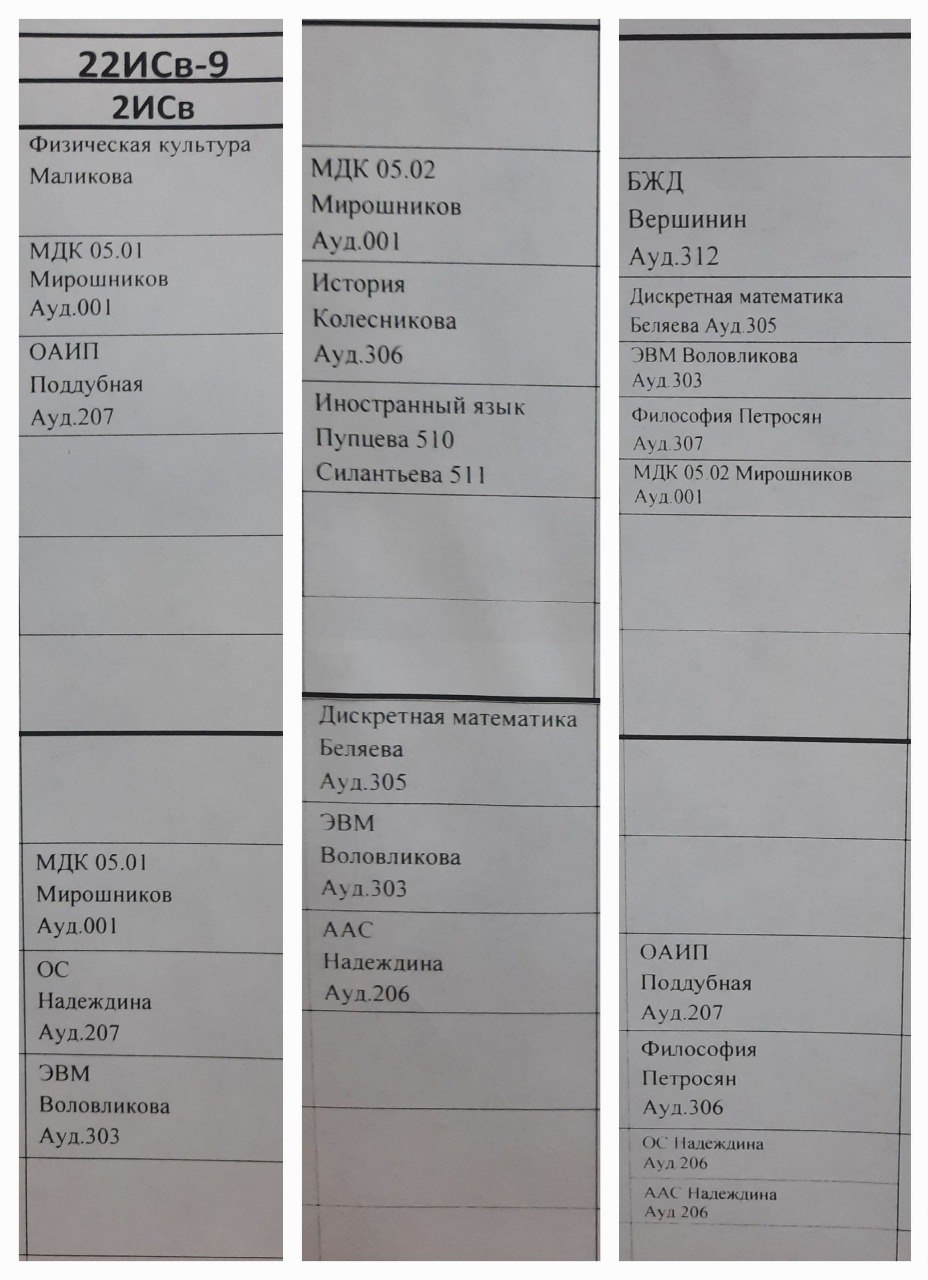 22ИСв-9
2ИСв
Физическая культура
Маликова
МДК 05.01
Мирошников
Ауд.001
ОАИП
Поддубная
Ауд.207
МДК 05.01
Мирошников
Ауд.001
ОС
Надеждина
Ауд.207
ЭВМ
Воловликова
Ауд.303
МДК 05.02
Мирошников
Ауд.001
История
Колесникова
Ауд.306
Иностранный язык
Пупцева 510
Силантьева 511
Дискретная математика
Беляева
Ауд.305
ЭВМ
Воловликова
Ауд.303
ААС
Надеждина
Ауд.206
БЖД
Вершинин
Ауд.312
Дискретная математика
Беляева Ауд.305
ЭВМ Воловликова
Ауд.303
Философия Петросян
Ауд.307
МДК 05.02 Мирошников
Ауд.001
ОАИП
Поддубная
Ауд.207
Философия
Петросян
Ауд.306
ОС Надеждина
Ауд 206
ААС Надеждина
Ауд 206